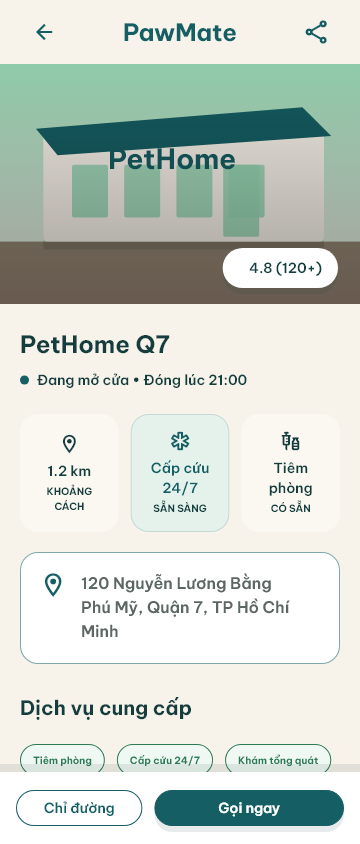 PawMate
PetHome
4.8 (120+)
PetHome Q7
Đang mở cửa • Đóng lúc 21:00
1.2 km
KHOẢNG
CÁCH
Cấp cứu
24/7
SẴN SÀNG
Tiêm
phòng
CÓ SẴN
120 Nguyễn Lương Bằng
Phú Mỹ, Quận 7, TP Hồ Chí
Minh
Dịch vụ cung cấp
Tiêm phòng
Cấp cứu 24/7
Khám tổng quát
Chỉ đường
Gọi ngay